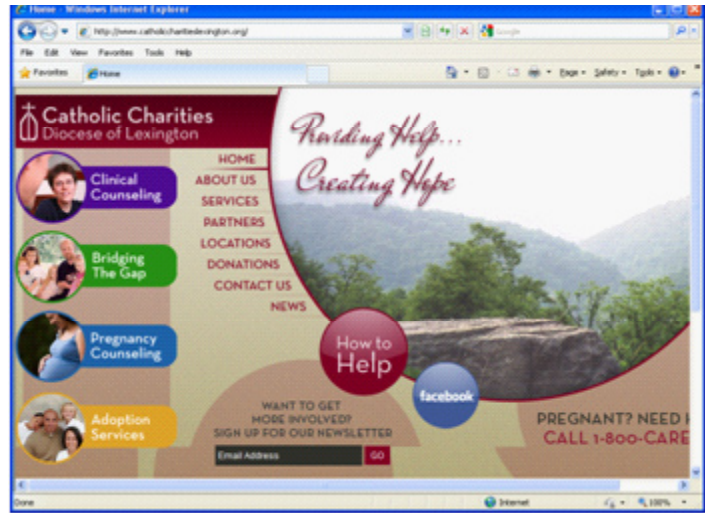 Home - Windows Internet Explorer
http://www.catholiccharitieslexington.org/
Google
File Edit View Favorites Tools Help
Favorites
Home
Page
Safety
Tools
Catholic Charities
Diocese of Lexington
Providing Help...
Creating Hope
HOME
ABOUT US
SERVICES
PARTNERS
LOCATIONS
DONATIONS
CONTACT US
NEWS
Clinical
Counseling
Bridging
The Gap
Pregnancy
Counseling
Adoption
Services
How to
Help
facebook
WANT TO GET
MORE INVOLVED?
SIGN UP FOR OUR NEWSLETTER
Email Address
GO
PREGNANT? NEED H
CALL 1-800-CARE
Done
Internet
100%